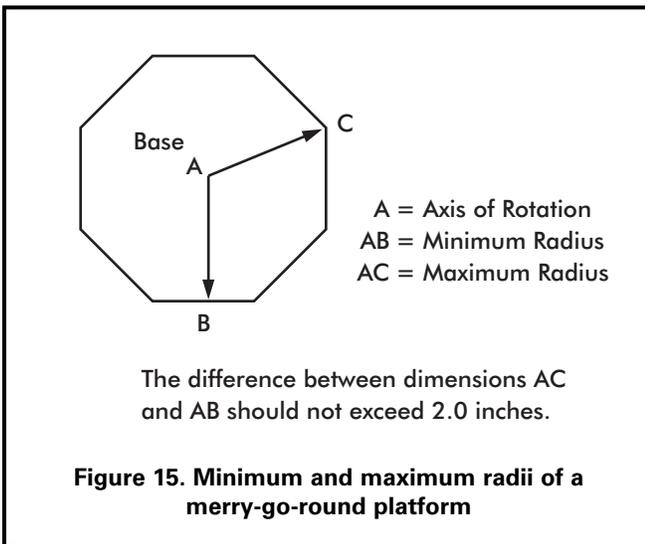 C
Base
A
A = Axis of Rotation
AB = Minimum Radius
AC = Maximum Radius
B
The difference between dimensions AC
and AB should not exceed 2.0 inches.
Figure 15. Minimum and maximum radii of a
merry-go-round platform